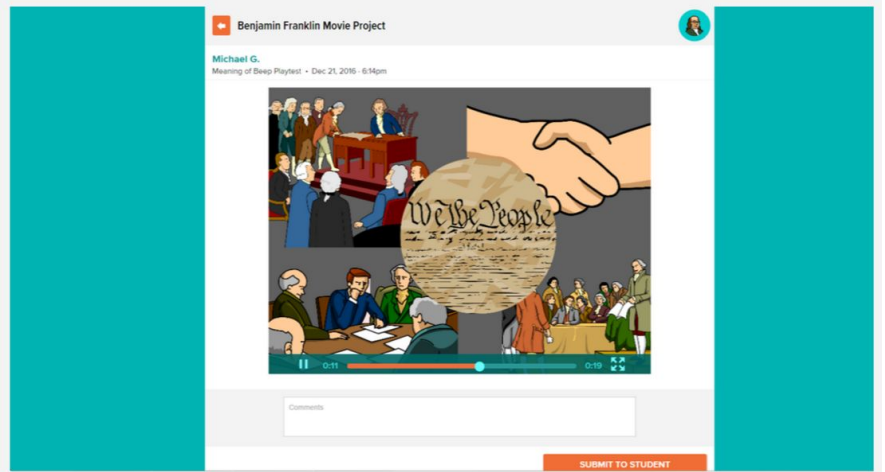 Benjamin Franklin Movie Project
Michael G.
Meaning of Beep Playtest • Dec 21, 2016 - 6:14pm
We The People
0:11
0:19
Comments
SUBMIT TO STUDENT